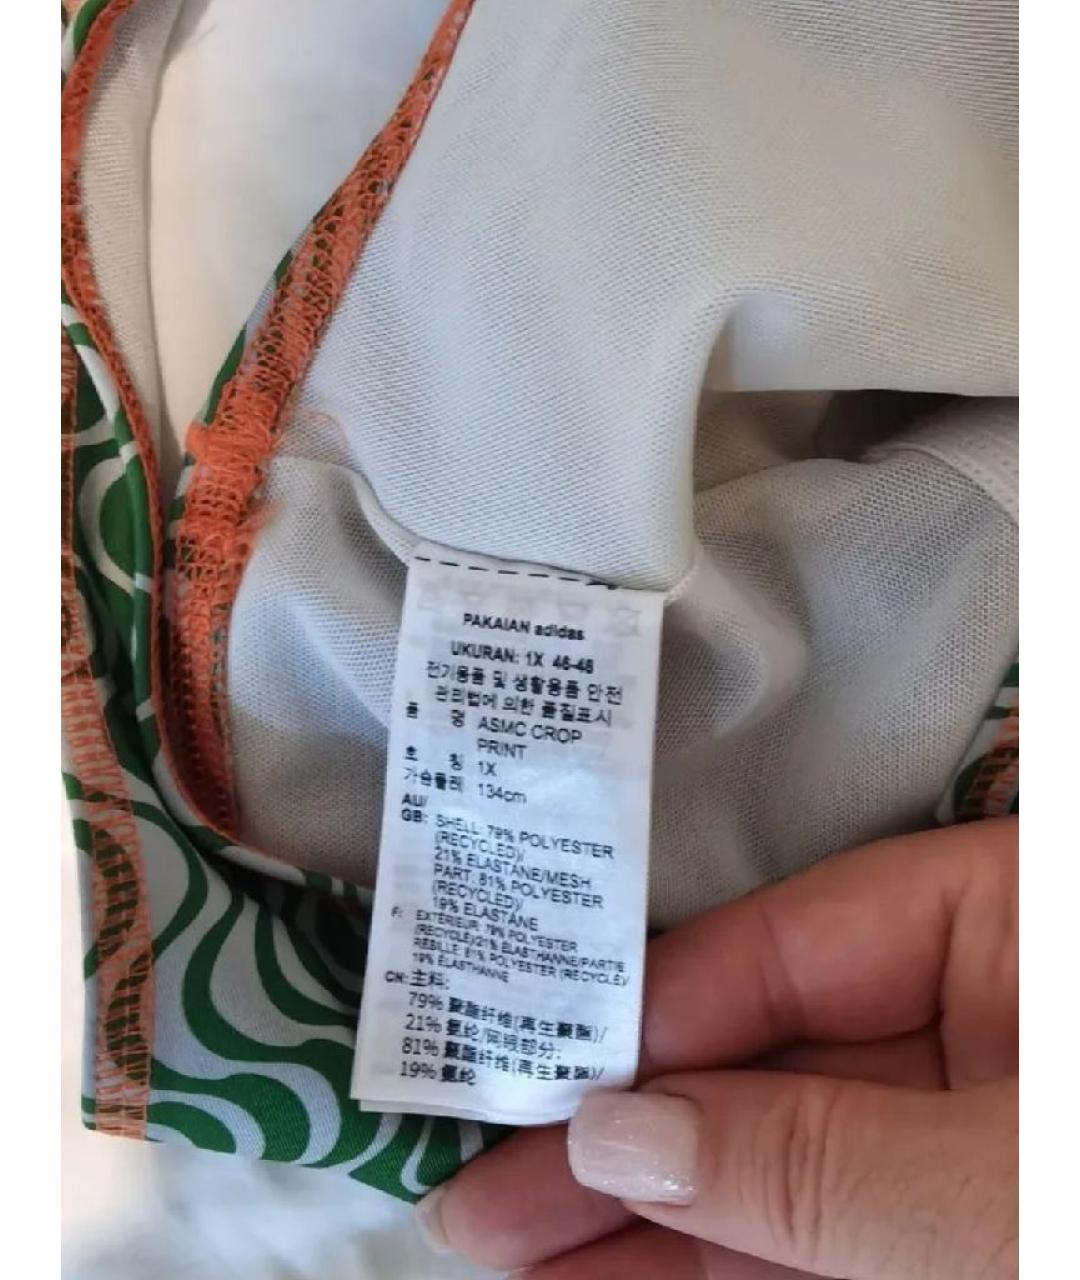 PAKAIAN adidas
UKURAN: 1X 46-48
전기용품 및 생활용품 안전
관리법에 의한 품질표시
품 명 ASMC CROP
PRINT
호 칭 1X
가슴둘레 134cm
AU/
GB: SHELL: 79% POLYESTER
(RECYCLED)/
21% ELASTANE/MESH
PART: 81% POLYESTER
(RECYCLED)/
19% ELASTANE
F: EXTÉRIEUR: 79% POLYESTER
(RECYCLÉ)/21% ÉLASTHANNE/PARTIE
RÉSILLE: 81% POLYESTER (RECYCLÉ)/
19% ÉLASTHANNE
CN: 主料:
79% 聚酯纤维(再生聚酯)/
21% 氨纶/网眼部分:
81% 聚酯纤维(再生聚酯)/
19% 氨纶